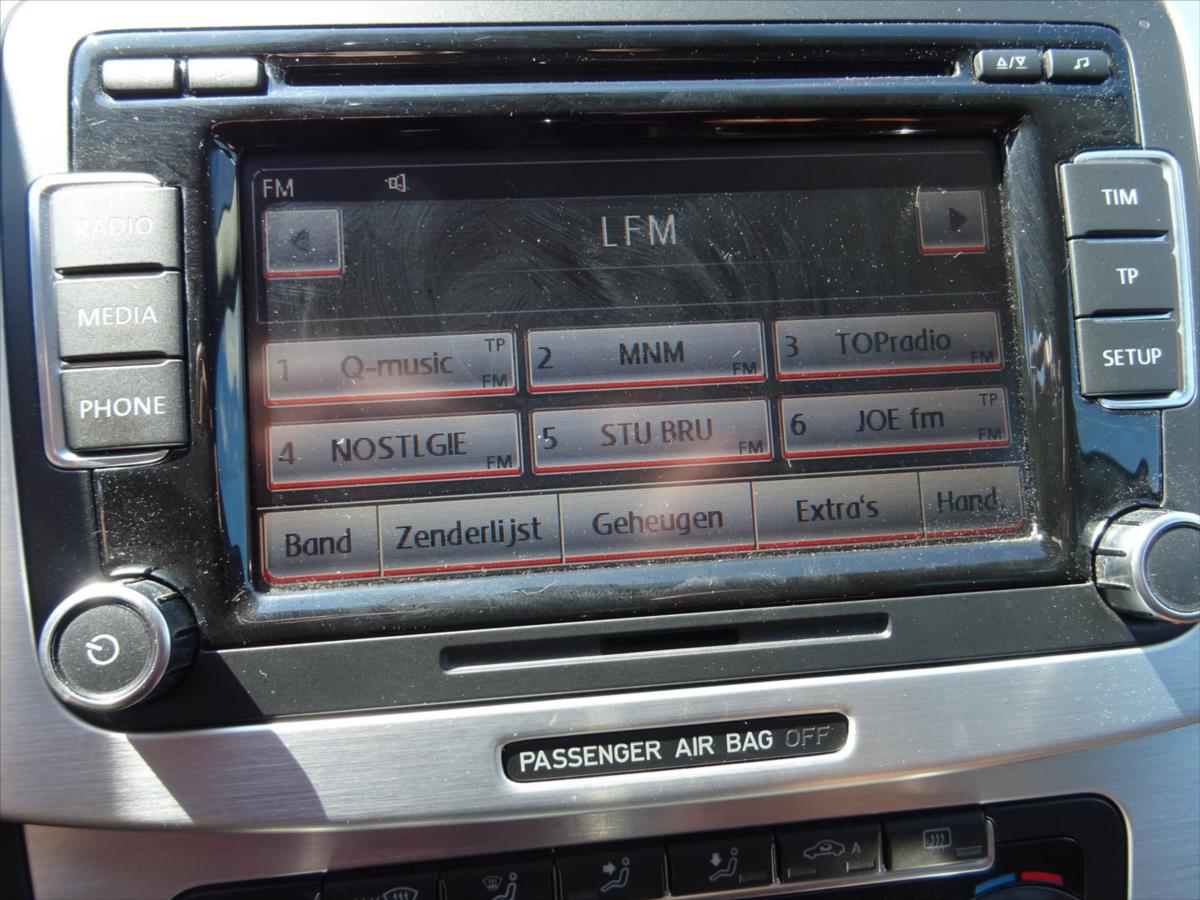 FM
LFM
RADIO
TIM
MEDIA
TP
PHONE
SETUP
1 Q-music TP FM
2 MNM FM
3 TOPradio FM
4 NOSTLGIE FM
5 STU BRU FM
6 JOE fm TP FM
Band Zenderlijst Geheugen Extra's Hand
PASSENGER AIR BAG OFF
A